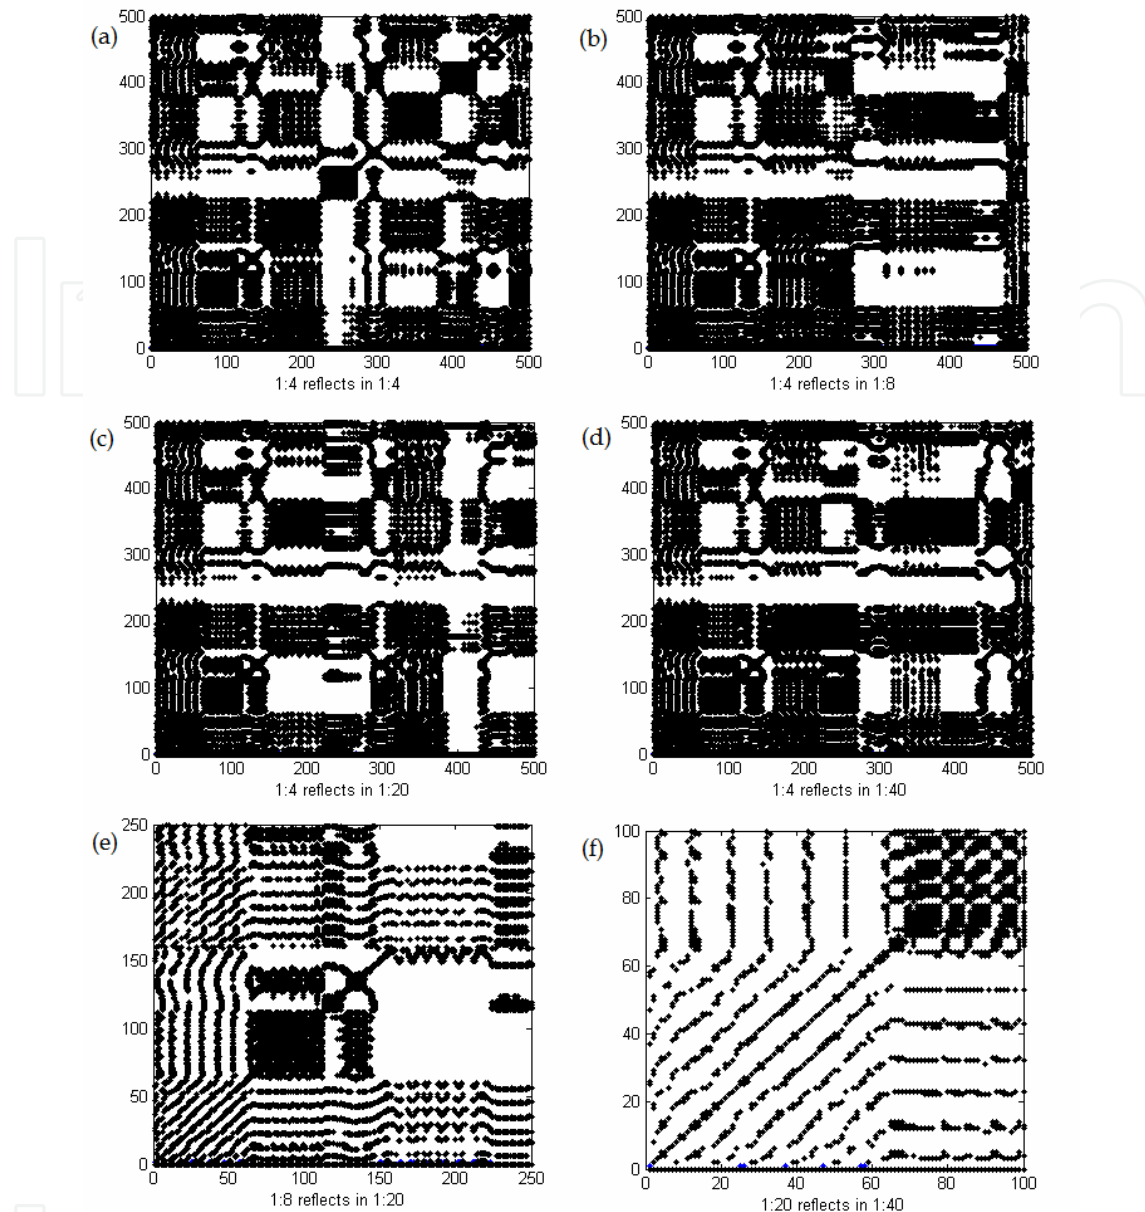 (a) 500 400 300 200 100 0
0 100 200 300 400 500
1:4 reflects in 1:4
(b) 500 400 300 200 100 0
0 100 200 300 400 500
1:4 reflects in 1:8
(c) 500 400 300 200 100 0
0 100 200 300 400 500
1:4 reflects in 1:20
(d) 500 400 300 200 100 0
0 100 200 300 400 500
1:4 reflects in 1:40
(e) 250 200 150 100 50 0
0 50 100 150 200 250
1:8 reflects in 1:20
(f) 100 80 60 40 20 0
0 20 40 60 80 100
1:20 reflects in 1:40